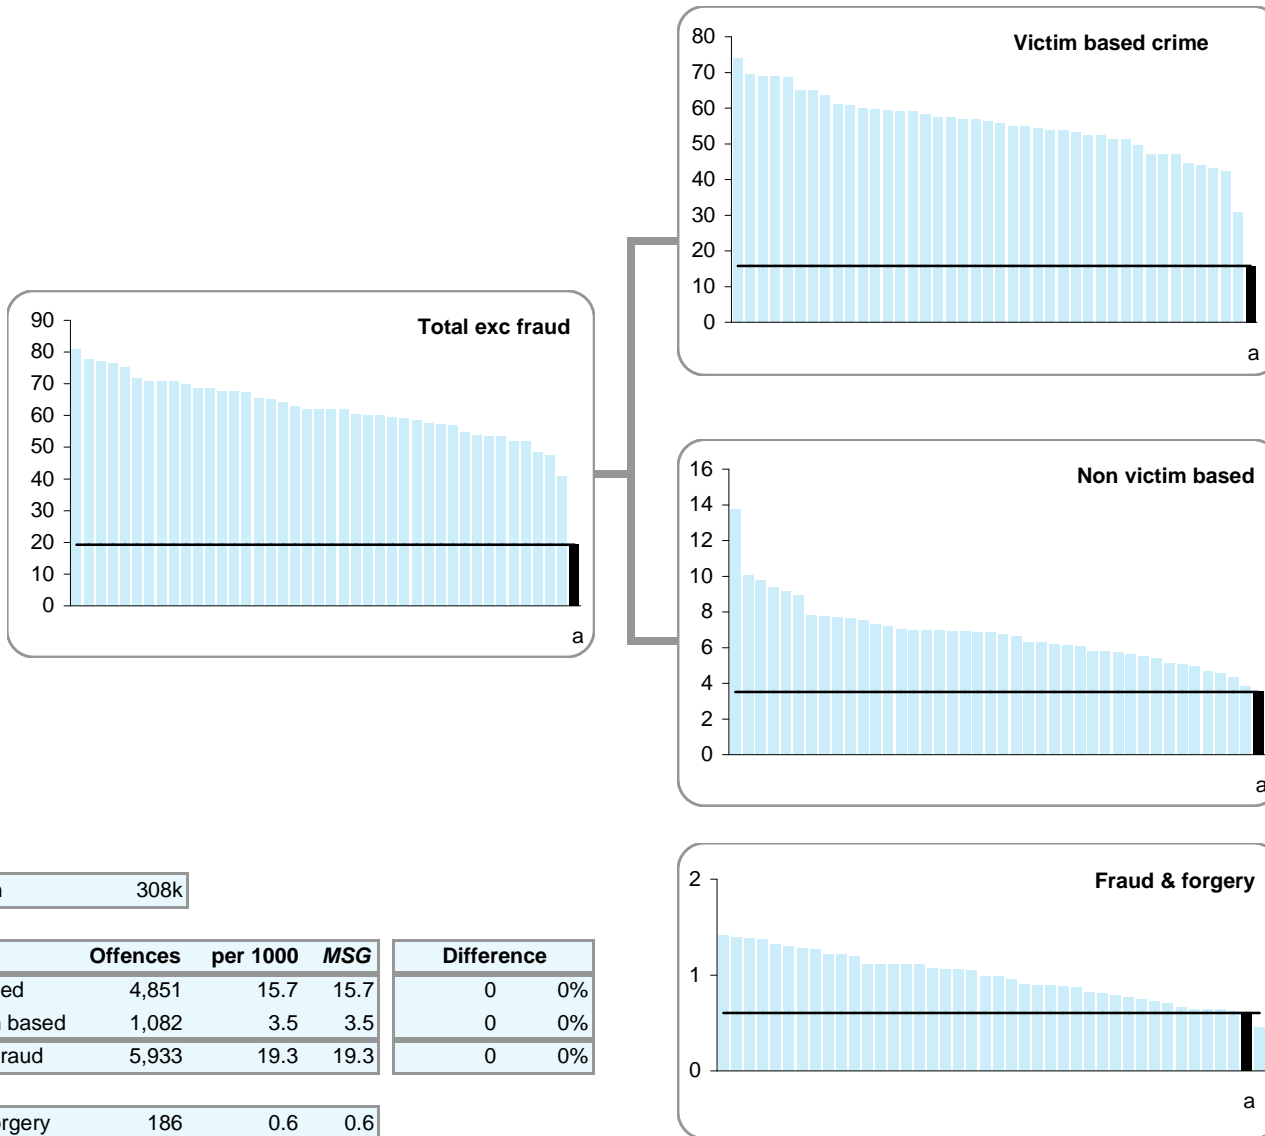 Victim based crime
80
70
60
50
40
30
20
10
0
a
Total exc fraud
90
80
70
60
50
40
30
20
10
0
a
Non victim based
16
14
12
10
8
6
4
2
0
a
Fraud & forgery
2
1
0
a
308k
Offences per 1000 MSG Difference
ed 4,851 15.7 15.7 0 0%
based 1,082 3.5 3.5 0 0%
raud 5,933 19.3 19.3 0 0%
rgery 186 0.6 0.6